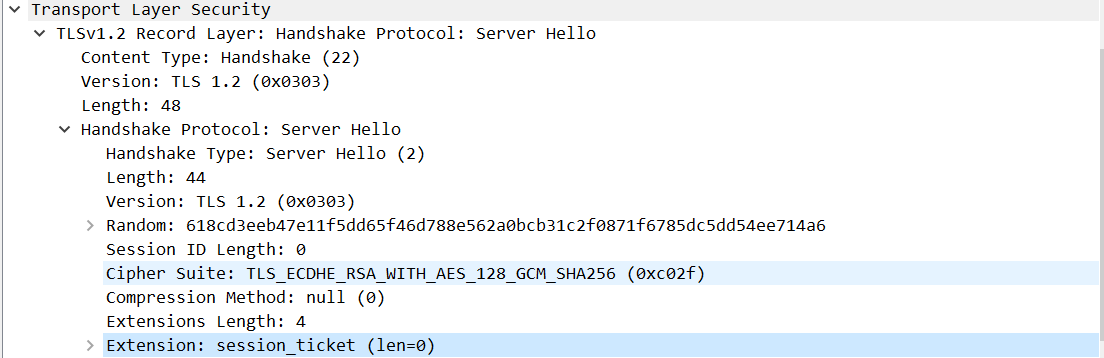 Transport Layer Security
TLSv1.2 Record Layer: Handshake Protocol: Server Hello
Content Type: Handshake (22)
Version: TLS 1.2 (0x0303)
Length: 48
Handshake Protocol: Server Hello
Handshake Type: Server Hello (2)
Length: 44
Version: TLS 1.2 (0x0303)
Random: 618cd3eeb47e11f5dd65f46d788e562a0bcb31c2f0871f6785dc5dd54ee714a6
Session ID Length: 0
Cipher Suite: TLS_ECDHE_RSA_WITH_AES_128_GCM_SHA256 (0xc02f)
Compression Method: null (0)
Extensions Length: 4
Extension: session_ticket (len=0)